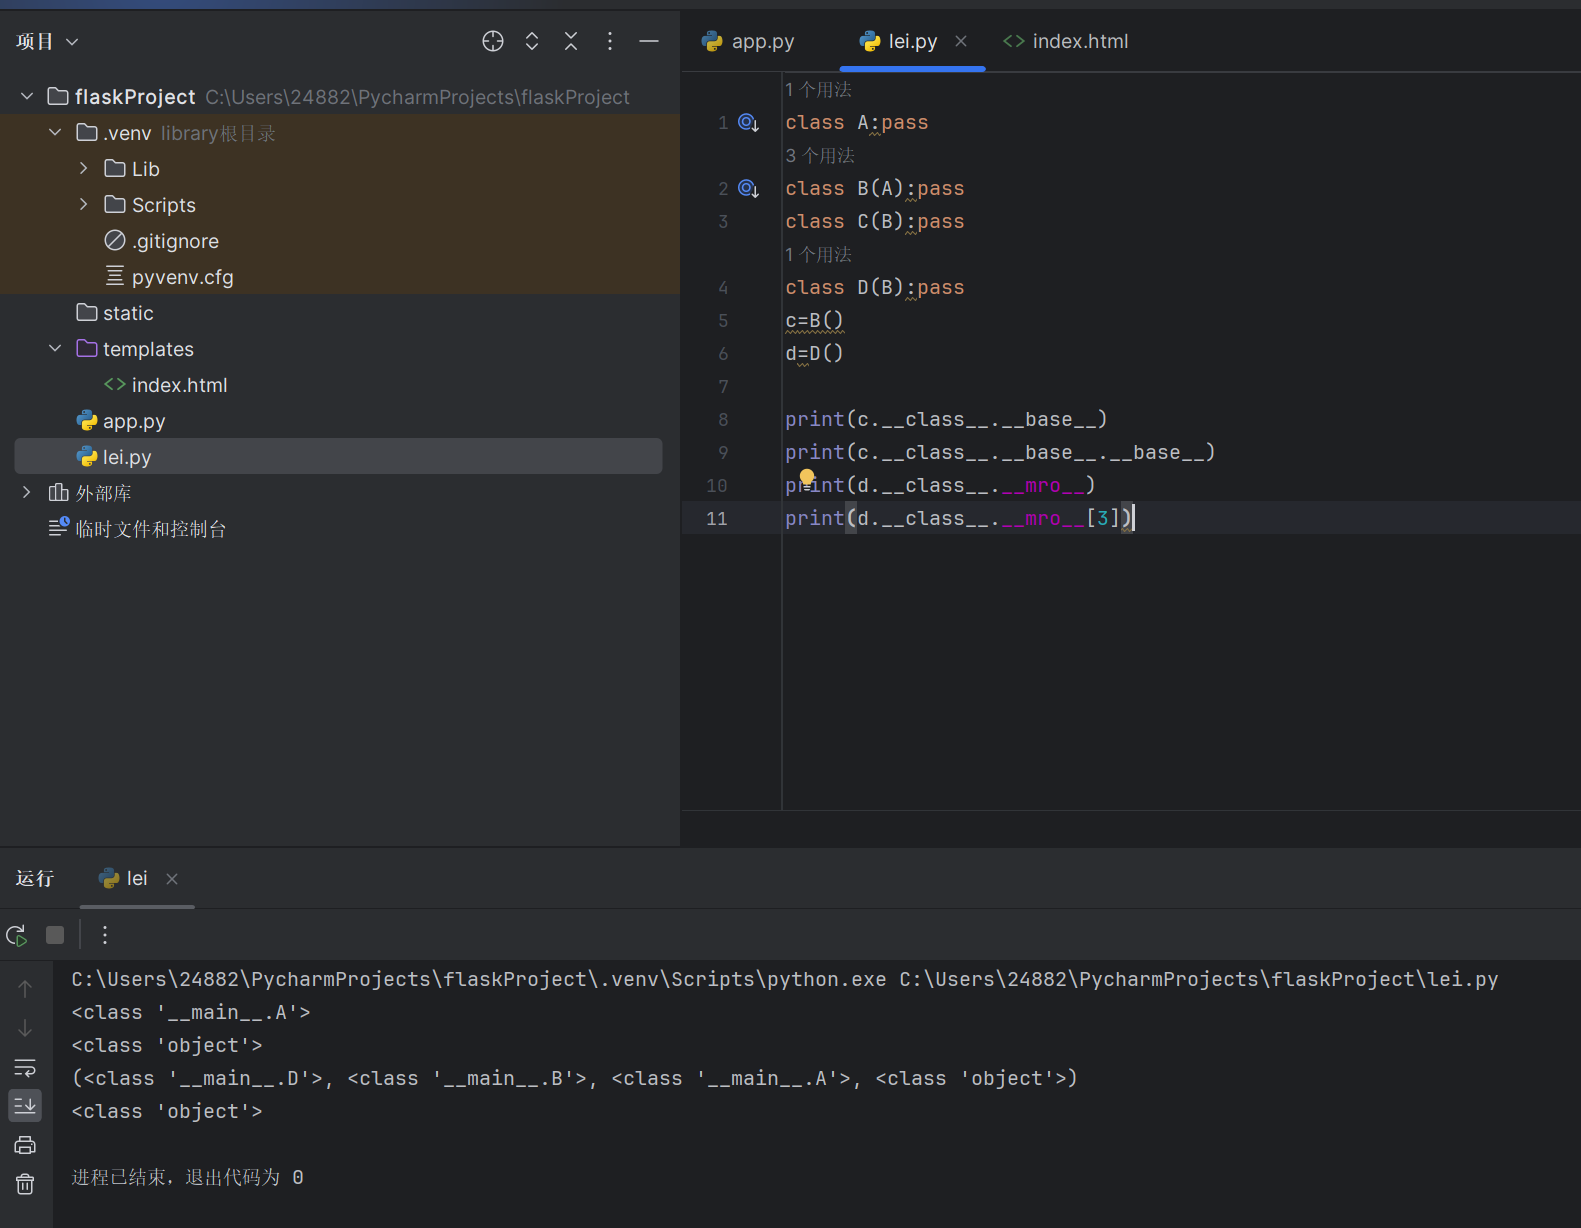 项目
flaskProject C:\Users\24882\PycharmProjects\flaskProject
.venv library根目录
Lib
Scripts
.gitignore
pyvenv.cfg
static
templates
index.html
app.py
lei.py
外部库
临时文件和控制台
app.py lei.py index.html
1 个用法
1 class A:pass
3 个用法
2 class B(A):pass
3 class C(B):pass
1 个用法
4 class D(B):pass
5 c=B()
6 d=D()
7
8 print(c.__class__.__base__)
9 print(c.__class__.__base__.__base__)
10 print(d.__class__.__mro__)
11 print(d.__class__.__mro__[3])
运行 lei
C:\Users\24882\PycharmProjects\flaskProject\.venv\Scripts\python.exe C:\Users\24882\PycharmProjects\flaskProject\lei.py
<class '__main__.A'>
<class 'object'>
(<class '__main__.D'>, <class '__main__.B'>, <class '__main__.A'>, <class 'object'>)
<class 'object'>
进程已结束，退出代码为 0